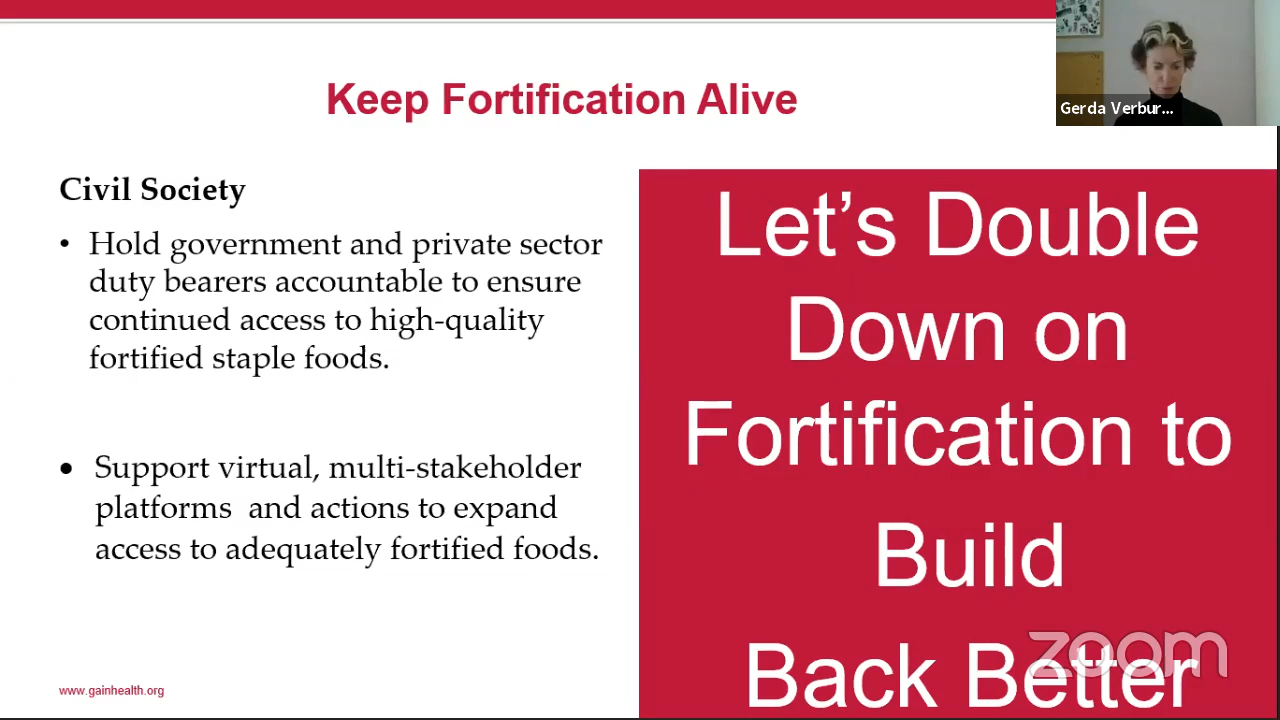 Keep Fortification Alive
Gerda Verbur...
Civil Society
• Hold government and private sector
duty bearers accountable to ensure
continued access to high-quality
fortified staple foods.
• Support virtual, multi-stakeholder
platforms and actions to expand
access to adequately fortified foods.
www.gainhealth.org
Let’s Double
Down on
Fortification to
Build
Back Better
zoom